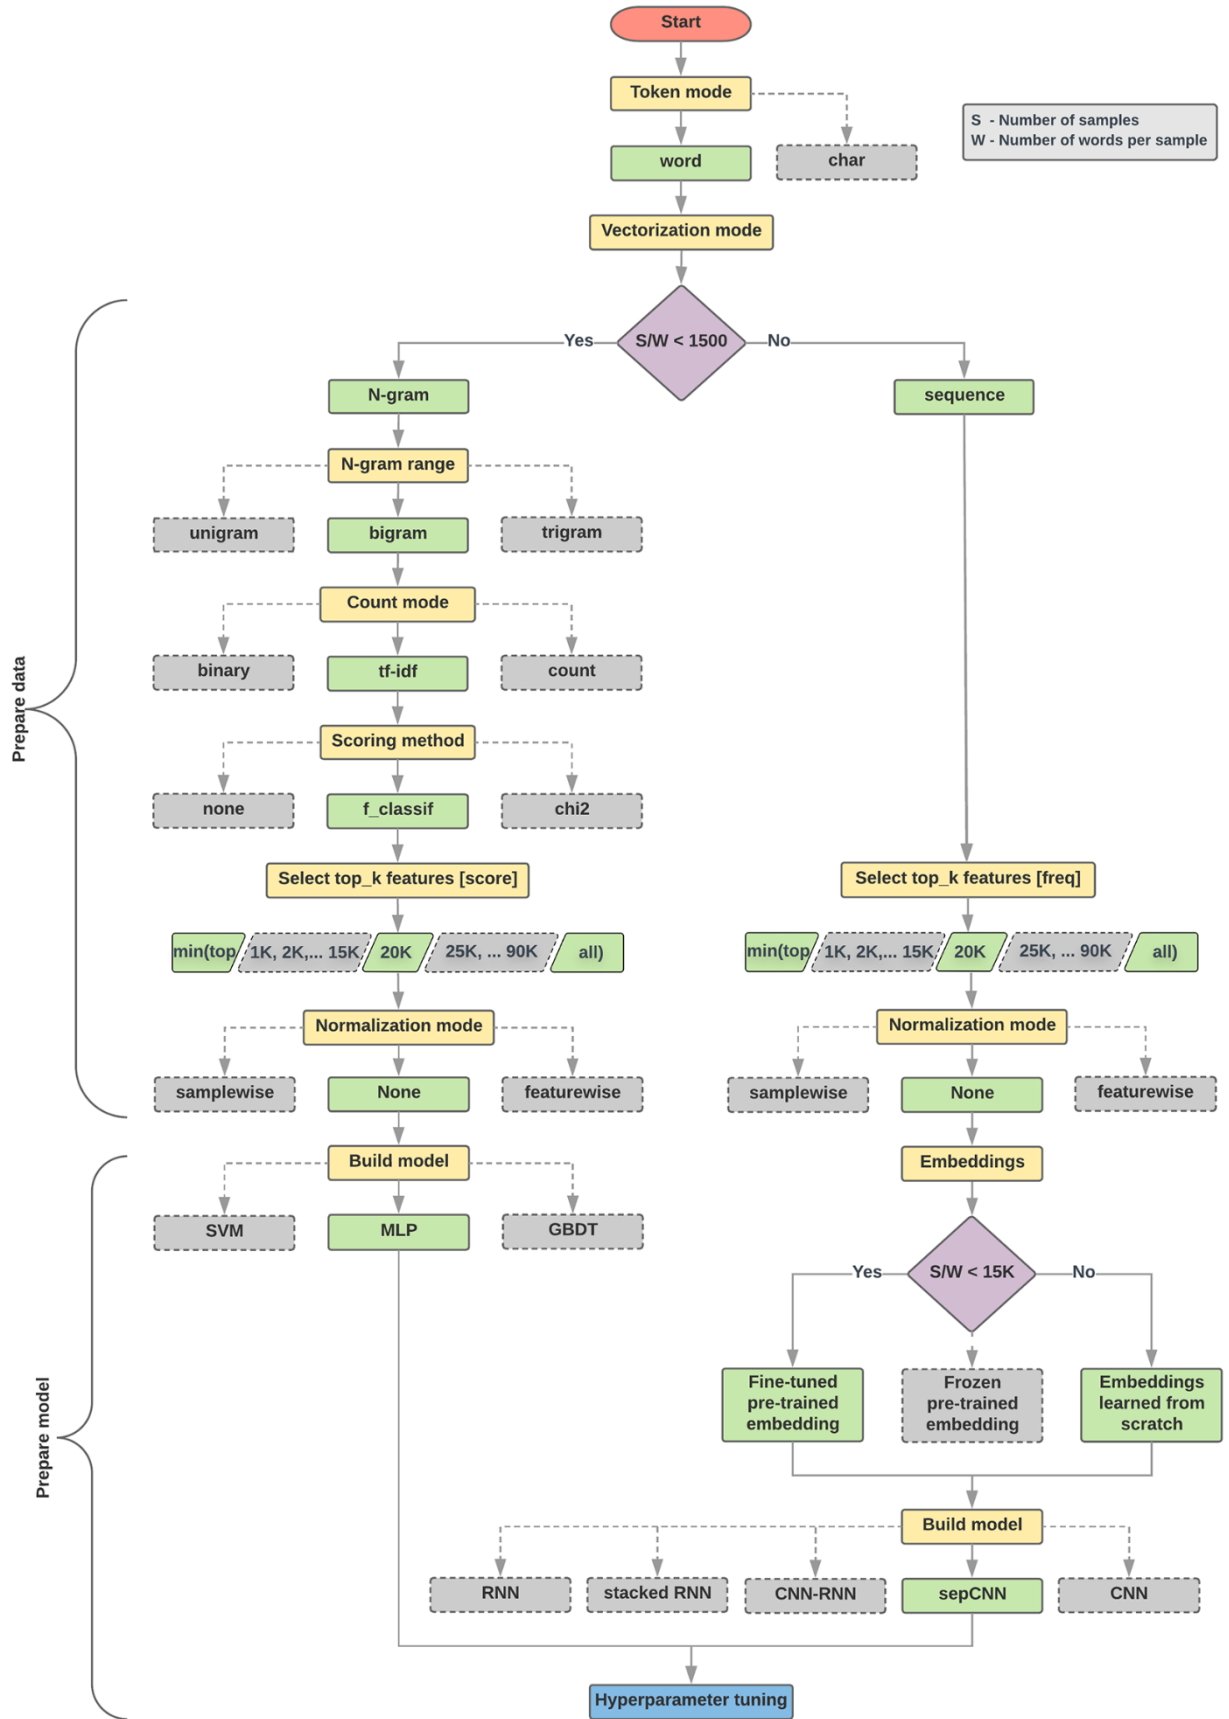 Start
Token mode
S - Number of samples
W - Number of words per sample
word
char
Vectorization mode
S/W < 1500
Yes
No
N-gram
sequence
N-gram range
unigram
bigram
trigram
Count mode
binary
tf-idf
count
Prepare data
Scoring method
none
f_classif
chi2
Select top_k features [score]
Select top_k features [freq]
min(top 1K, 2K,... 15K 20K 25K, ... 90K all)
min(top 1K, 2K,... 15K 20K 25K, ... 90K all)
Normalization mode
Normalization mode
samplewise
None
featurewise
samplewise
None
featurewise
Build model
Embeddings
SVM
MLP
GBDT
S/W < 15K
Yes
No
Prepare model
Fine-tuned
pre-trained
embedding
Frozen
pre-trained
embedding
Embeddings
learned from
scratch
Build model
RNN
stacked RNN
CNN-RNN
sepCNN
CNN
Hyperparameter tuning